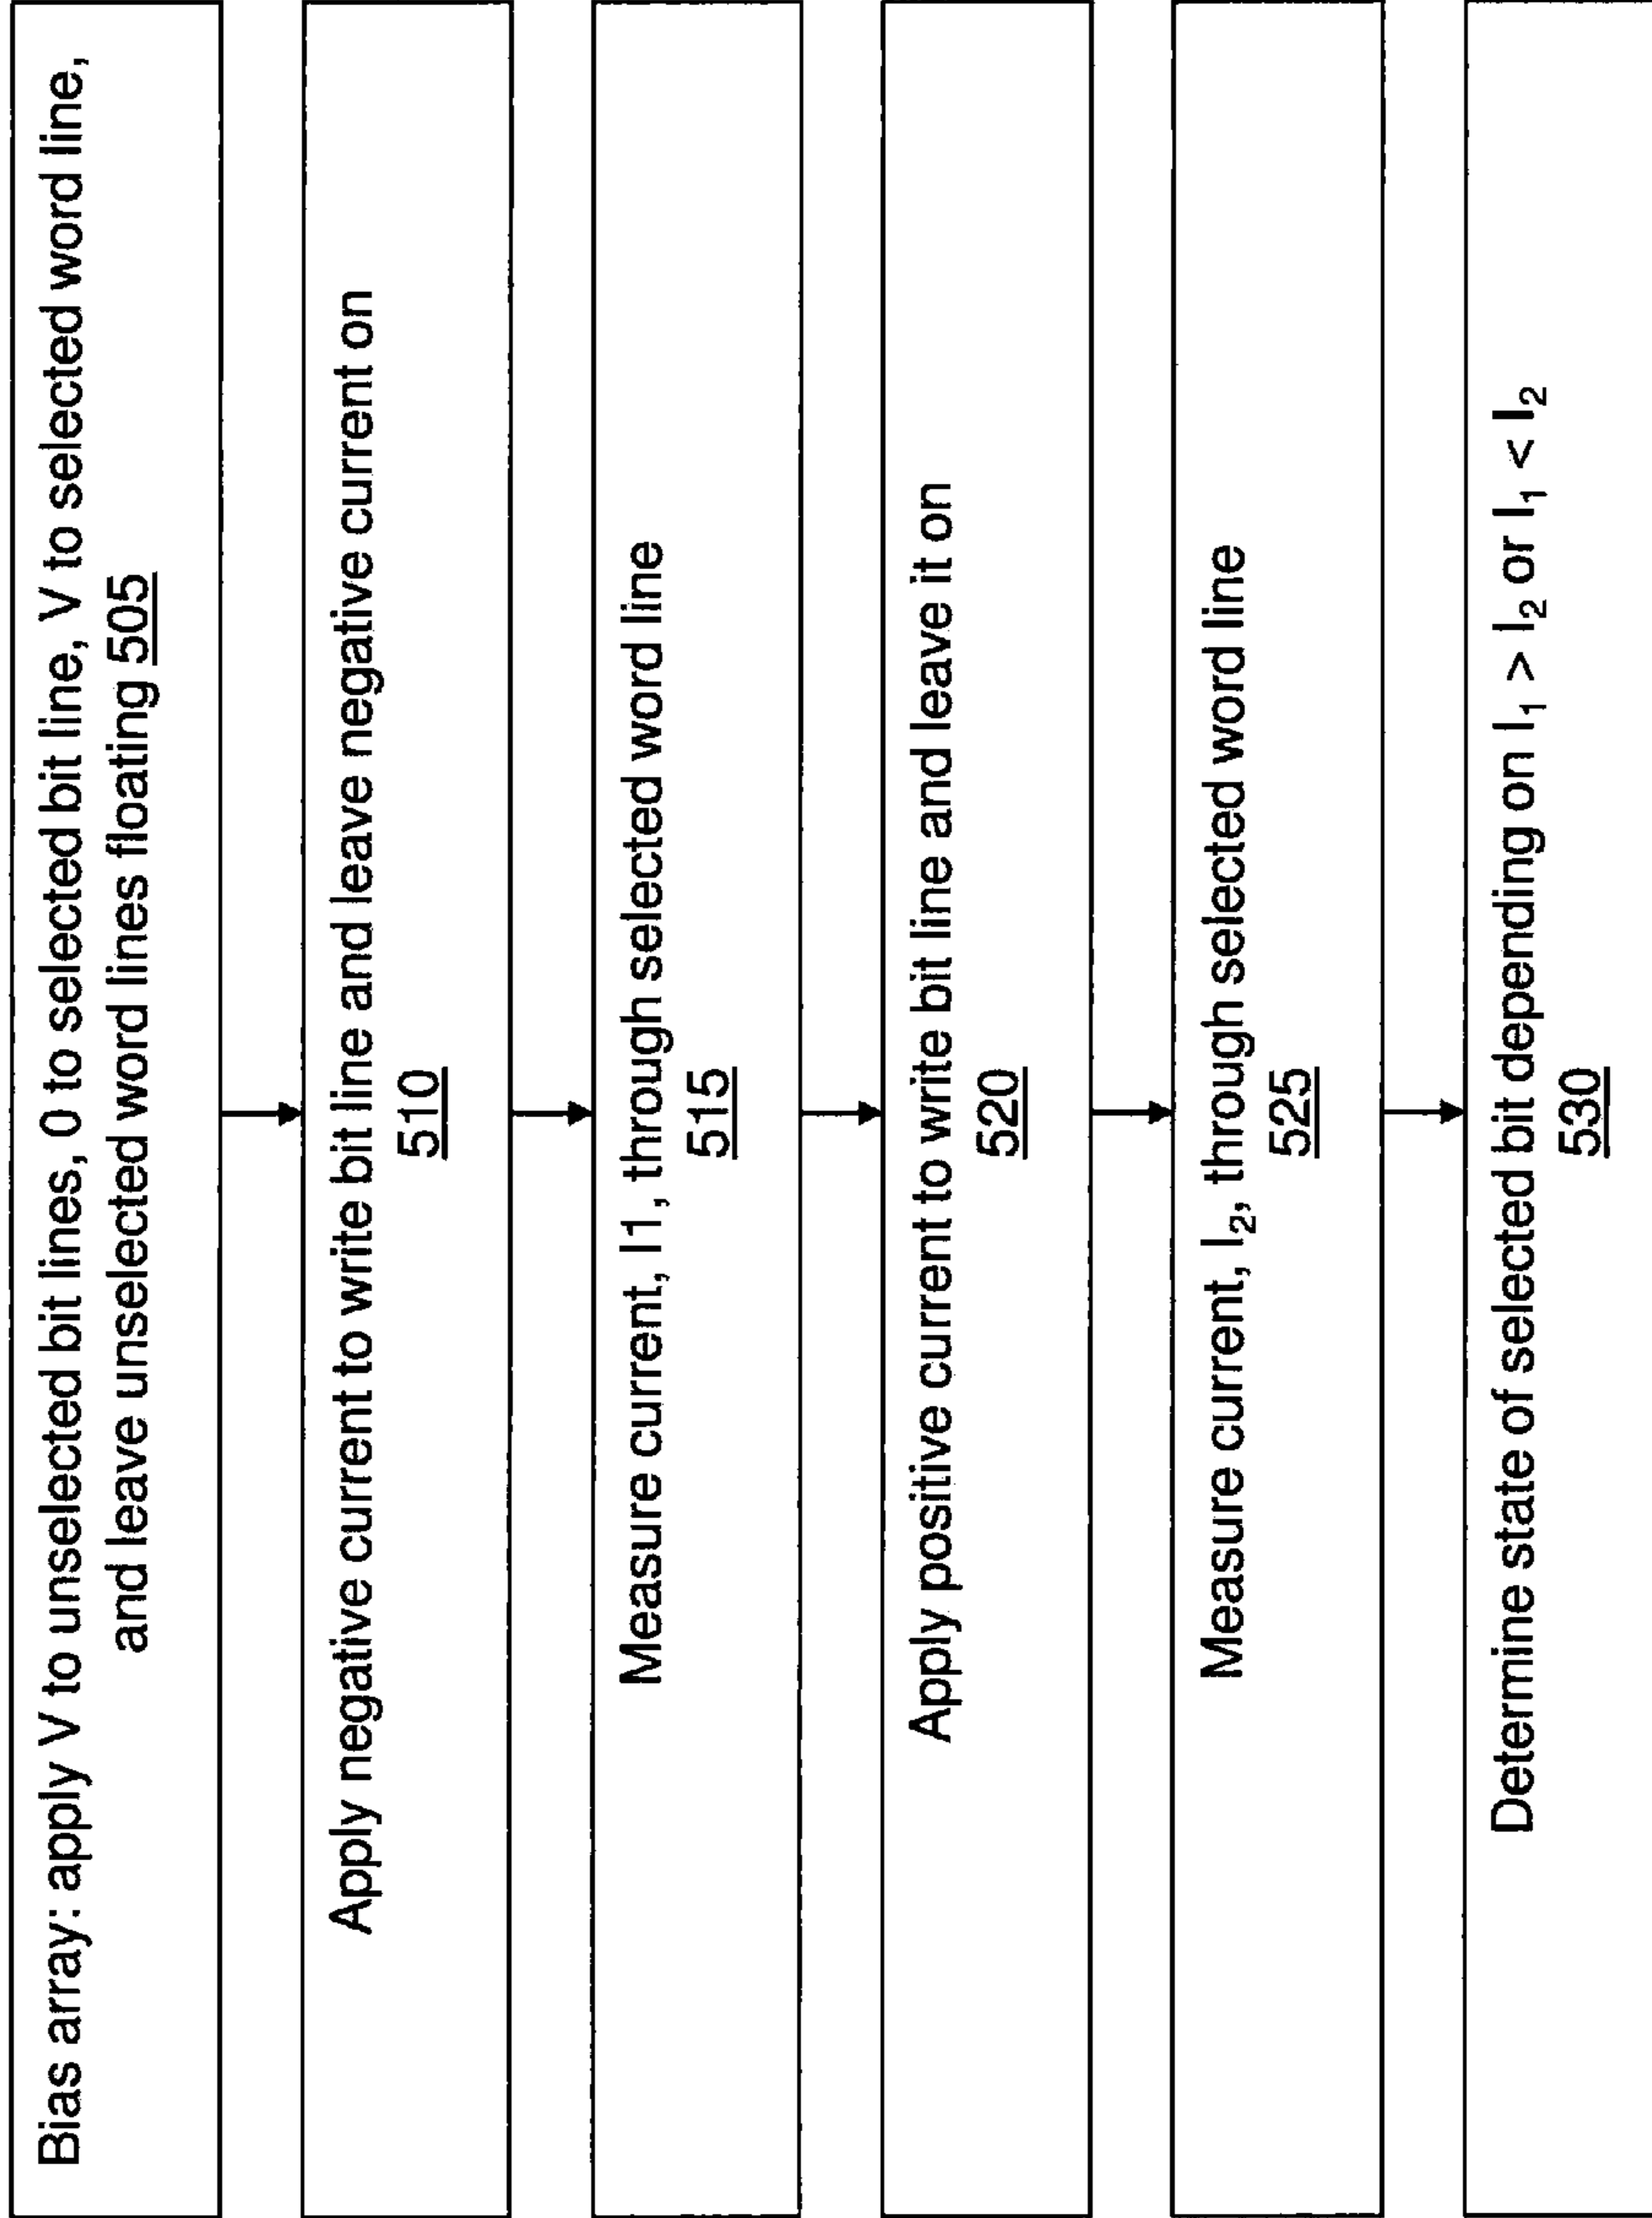 Bias array: apply V to unselected bit lines, 0 to selected bit line, V to selected word line,
and leave unselected word lines floating 505
Apply negative current to write bit line and leave negative current on
510
Measure current, I1, through selected word line
515
Apply positive current to write bit line and leave it on
520
Measure current, I₂, through selected word line
525
Determine state of selected bit depending on I₁ > I₂ or I₁ < I₂
530